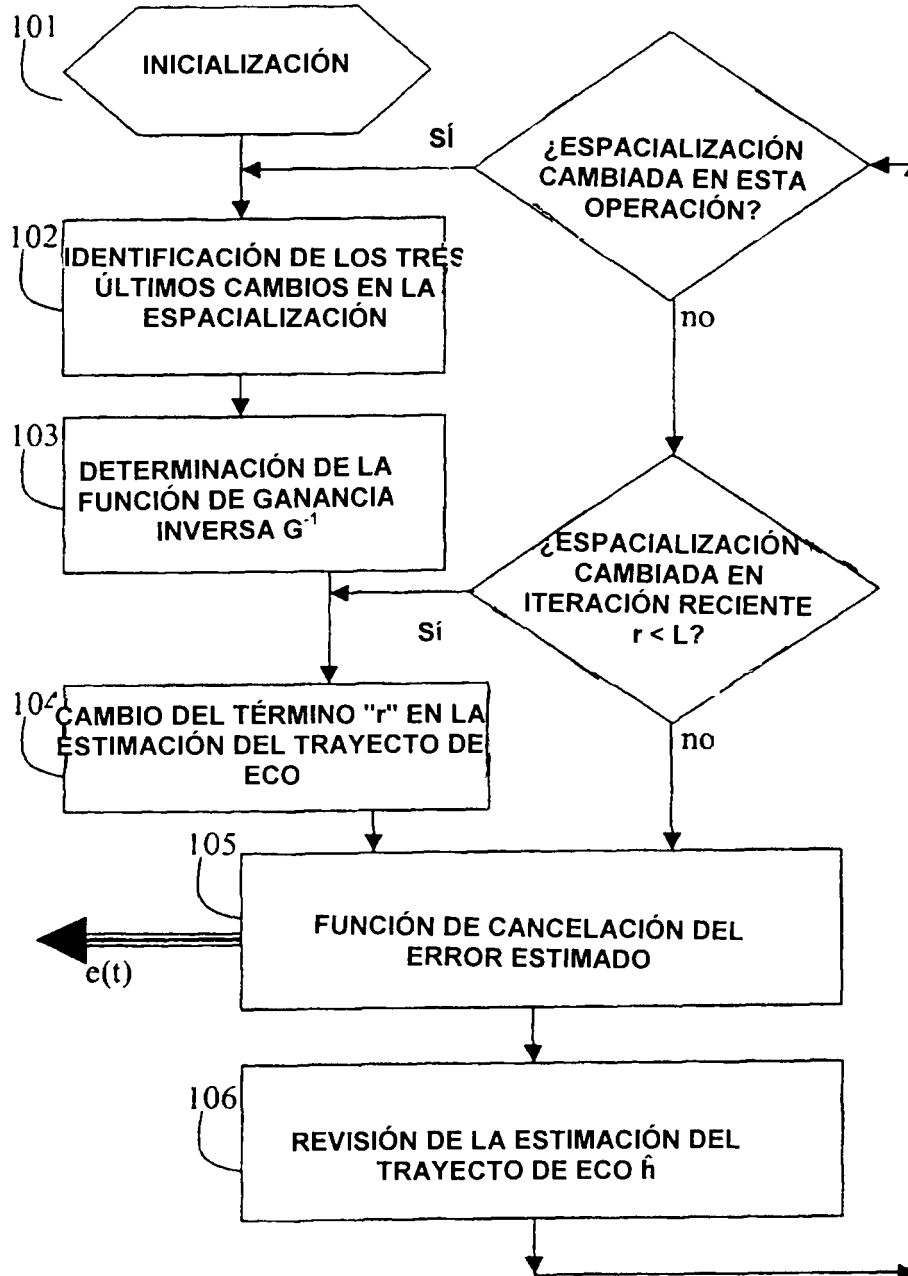 101
INICIALIZACIÓN
SÍ
¿ESPACIALIZACIÓN
CAMBIADA EN ESTA
OPERACIÓN?
no
102
IDENTIFICACIÓN DE LOS TRES
ÚLTIMOS CAMBIOS EN LA
ESPACIALIZACIÓN
103
DETERMINACIÓN DE LA
FUNCIÓN DE GANANCIA
INVERSA G⁻¹
¿ESPACIALIZACIÓN
CAMBIADA EN
ITERACIÓN RECIENTE
r < L?
Sí
no
104
CAMBIO DEL TÉRMINO "r" EN LA
ESTIMACIÓN DEL TRAYECTO DE
ECO
105
FUNCIÓN DE CANCELACIÓN DEL
ERROR ESTIMADO
e(t)
106
REVISIÓN DE LA ESTIMACIÓN DEL
TRAYECTO DE ECO ĥ